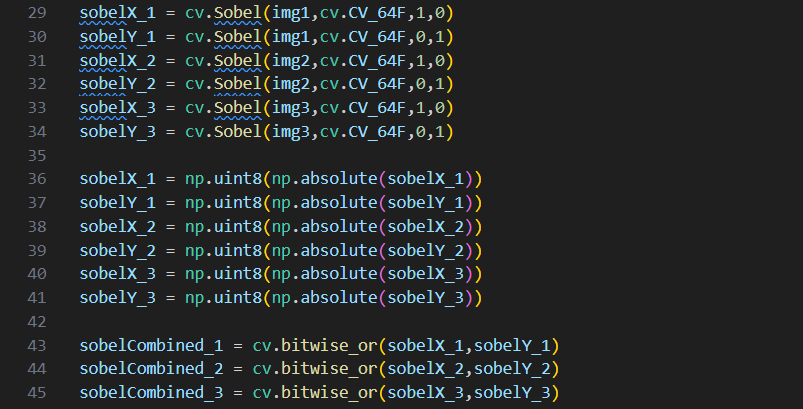 29 sobelX_1 = cv.Sobel(img1,cv.CV_64F,1,0)
30 sobelY_1 = cv.Sobel(img1,cv.CV_64F,0,1)
31 sobelX_2 = cv.Sobel(img2,cv.CV_64F,1,0)
32 sobelY_2 = cv.Sobel(img2,cv.CV_64F,0,1)
33 sobelX_3 = cv.Sobel(img3,cv.CV_64F,1,0)
34 sobelY_3 = cv.Sobel(img3,cv.CV_64F,0,1)
35
36 sobelX_1 = np.uint8(np.absolute(sobelX_1))
37 sobelY_1 = np.uint8(np.absolute(sobelY_1))
38 sobelX_2 = np.uint8(np.absolute(sobelX_2))
39 sobelY_2 = np.uint8(np.absolute(sobelY_2))
40 sobelX_3 = np.uint8(np.absolute(sobelX_3))
41 sobelY_3 = np.uint8(np.absolute(sobelY_3))
42
43 sobelCombined_1 = cv.bitwise_or(sobelX_1,sobelY_1)
44 sobelCombined_2 = cv.bitwise_or(sobelX_2,sobelY_2)
45 sobelCombined_3 = cv.bitwise_or(sobelX_3,sobelY_3)